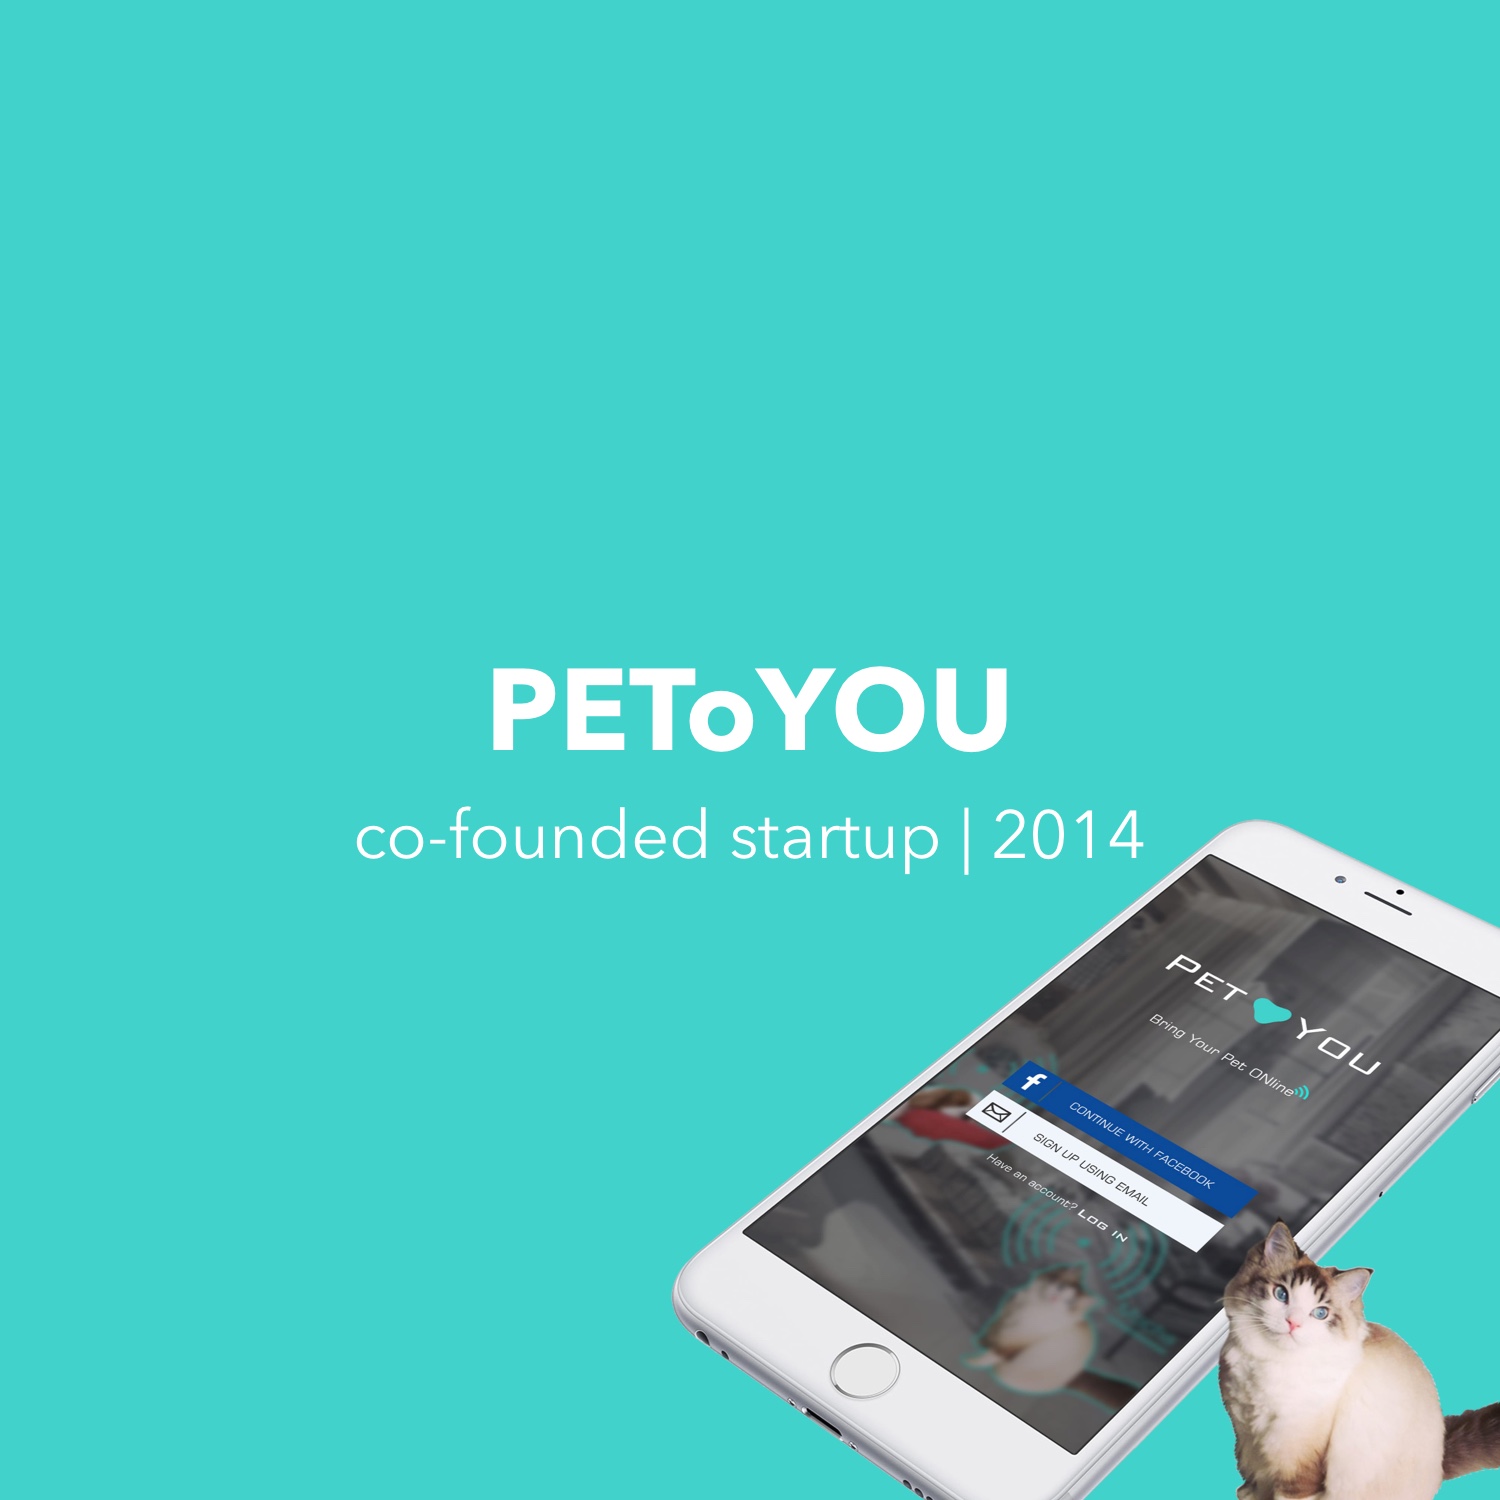 PEToYOU
co-founded startup | 2014
PET YOU
Bring Your Pet ONline
f CONTINUE WITH FACEBOOK
SIGN UP USING EMAIL
Have an account? LOG IN